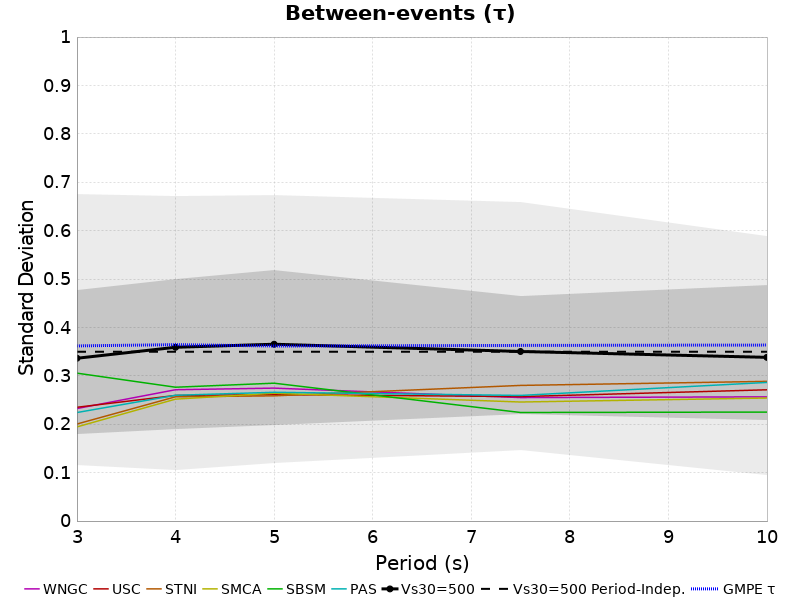 Between-events (τ)
1
0.9
0.8
0.7
0.6
0.5
0.4
0.3
0.2
0.1
0
Standard Deviation
3 4 5 6 7 8 9 10
Period (s)
WNGC USC STNI SMCA SBSM PAS Vs30=500 Vs30=500 Period-Indep. GMPE τ